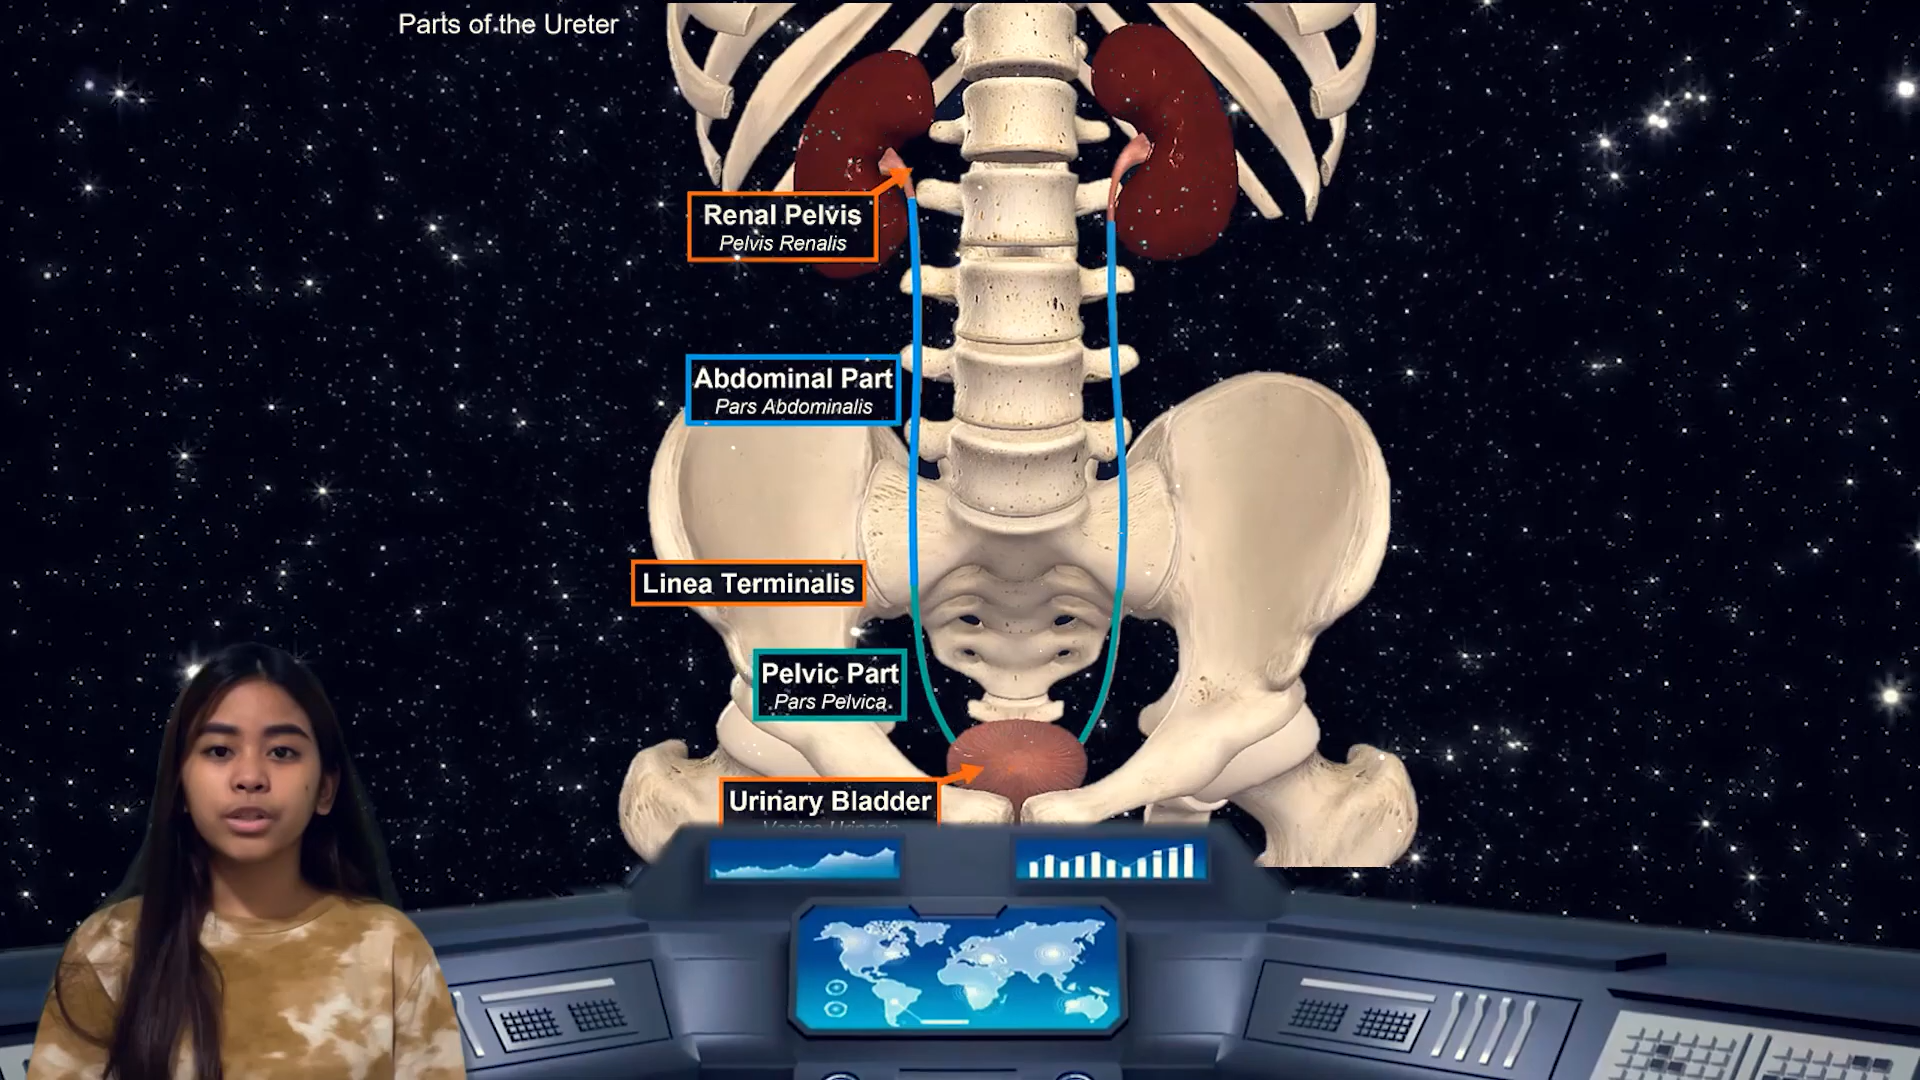 Parts of the Ureter
Renal Pelvis
Pelvis Renalis
Abdominal Part
Pars Abdominalis
Linea Terminalis
Pelvic Part
Pars Pelvica
Urinary Bladder